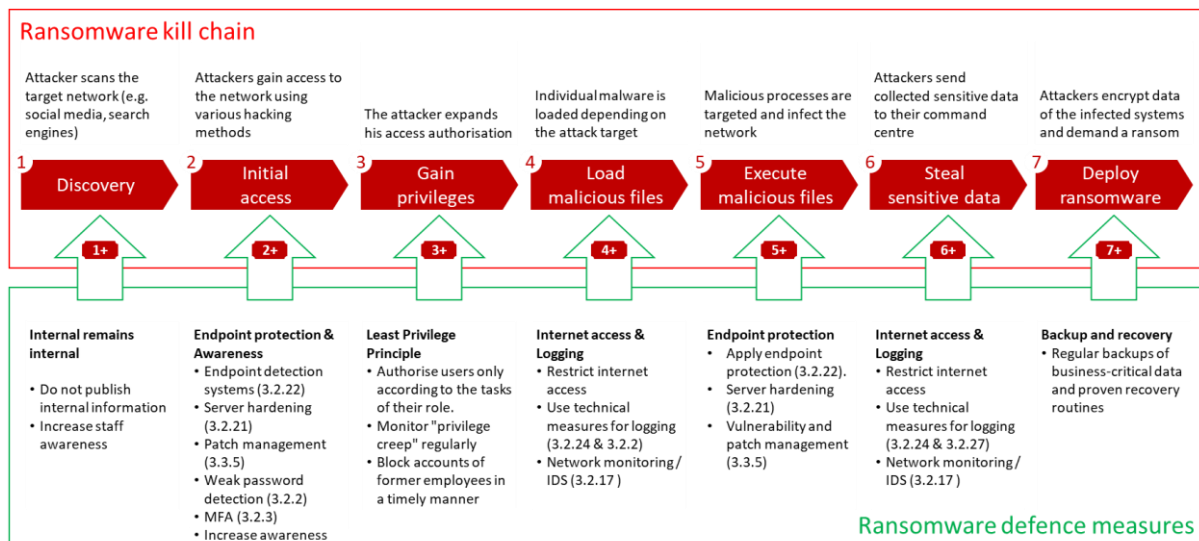 Ransomware kill chain
Attacker scans the
target network (e.g.
social media, search
engines)
Attackers gain access to
the network using
various hacking
methods
The attacker expands
his access authorisation
Individual malware is
loaded depending on
the attack target
Malicious processes are
targeted and infect the
network
Attackers send
collected sensitive data
to their command
centre
Attackers encrypt data
of the infected systems
and demand a ransom
1
Discovery
2
Initial
access
3
Gain
privileges
4
Load
malicious files
5
Execute
malicious files
6
Steal
sensitive data
7
Deploy
ransomware
1+
2+
3+
4+
5+
6+
7+
Internal remains
internal
• Do not publish
internal information
• Increase staff
awareness
Endpoint protection &
Awareness
• Endpoint detection
systems (3.2.22)
• Server hardening
(3.2.21)
• Patch management
(3.3.5)
• Weak password
detection (3.2.2)
• MFA (3.2.3)
• Increase awareness
Least Privilege
Principle
• Authorise users only
according to the tasks
of their role.
• Monitor "privilege
creep" regularly
• Block accounts of
former employees in
a timely manner
Internet access &
Logging
• Restrict internet
access
• Use technical
measures for logging
(3.2.24 & 3.2.2)
• Network monitoring /
IDS (3.2.17 )
Endpoint protection
• Apply endpoint
protection (3.2.22).
• Server hardening
(3.2.21)
• Vulnerability and
patch management
(3.3.5)
Internet access &
Logging
• Restrict internet
access
• Use technical
measures for logging
(3.2.24 & 3.2.27)
• Network monitoring /
IDS (3.2.17 )
Backup and recovery
• Regular backups of
business-critical data
and proven recovery
routines
Ransomware defence measures